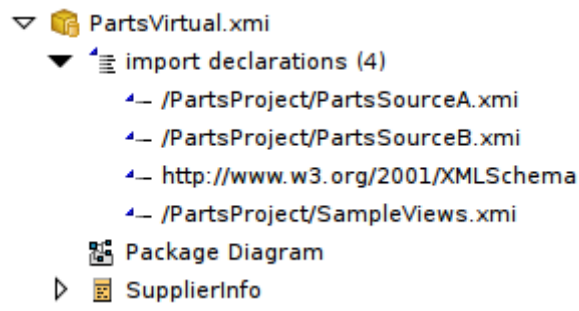 PartsVirtual.xmi
import declarations (4)
/PartsProject/PartsSourceA.xmi
/PartsProject/PartsSourceB.xmi
http://www.w3.org/2001/XMLSchema
/PartsProject/SampleViews.xmi
Package Diagram
SupplierInfo